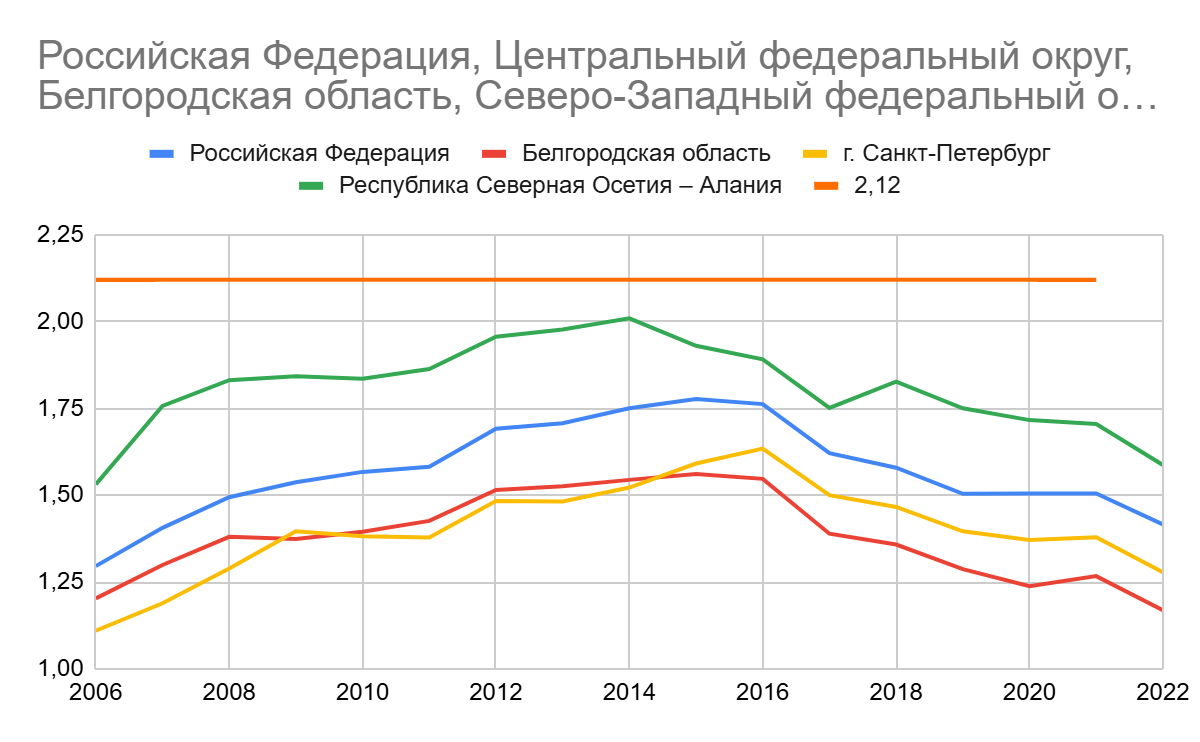 Российская Федерация, Центральный федеральный округ,
Белгородская область, Северо-Западный федеральный о…
Российская Федерация Белгородская область г. Санкт-Петербург
Республика Северная Осетия – Алания 2,12
2,25
2,00
1,75
1,50
1,25
1,00
2006 2008 2010 2012 2014 2016 2018 2020 2022